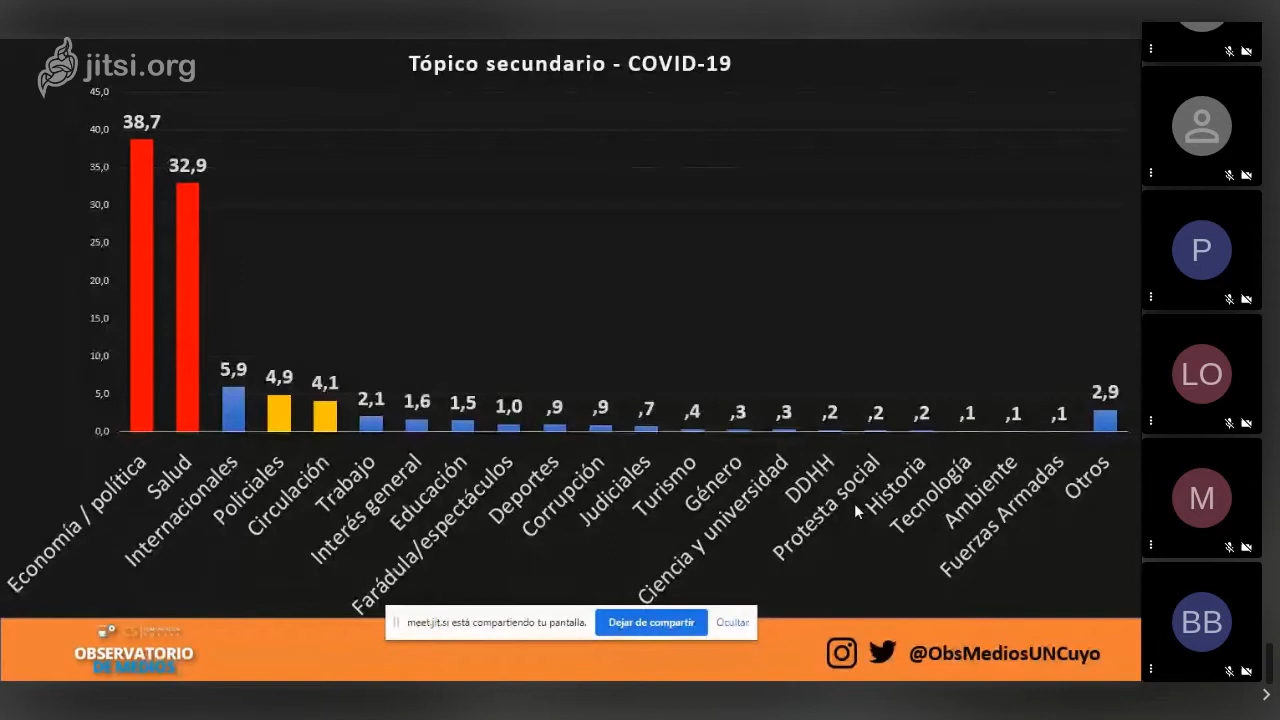 jitsi.org
Tópico secundario - COVID-19
45,0
40,0
35,0
30,0
25,0
20,0
15,0
10,0
5,0
0,0
38,7
32,9
5,9
4,9
4,1
2,1
1,6
1,5
1,0
,9
,9
,7
,4
,3
,3
,2
,2
,2
,1
,1
,1
2,9
Economía / política
Salud
Internacionales
Policiales
Circulación
Trabajo
Interés general
Educación
Farádula/espectáculos
Deportes
Corrupción
Judiciales
Turismo
Género
Ciencia y universidad
DDHH
Protesta social
Historia
Tecnología
Ambiente
Fuerzas Armadas
Otros
meet.jit.si está compartiendo tu pantalla.
Dejar de compartir
Ocultar
OBSERVATORIO
DE MEDIOS
@ObsMediosUNCuyo
P
LO
M
BB